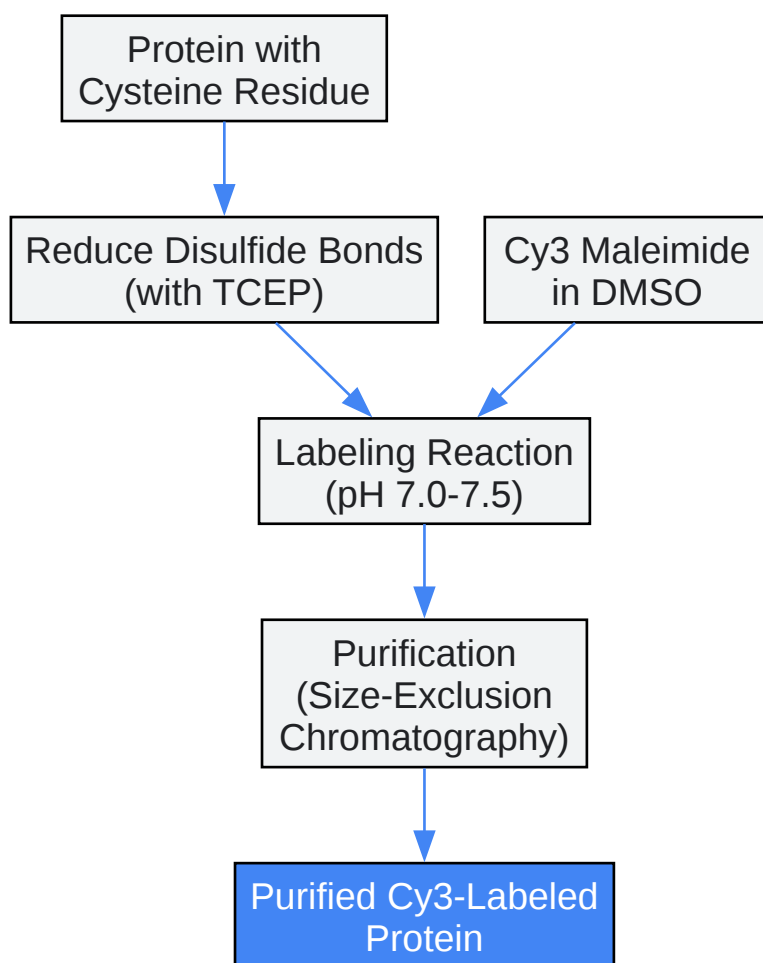 Protein with
Cysteine Residue
Reduce Disulfide Bonds
(with TCEP)
Cy3 Maleimide
in DMSO
Labeling Reaction
(pH 7.0-7.5)
Purification
(Size-Exclusion
Chromatography)
Purified Cy3-Labeled
Protein